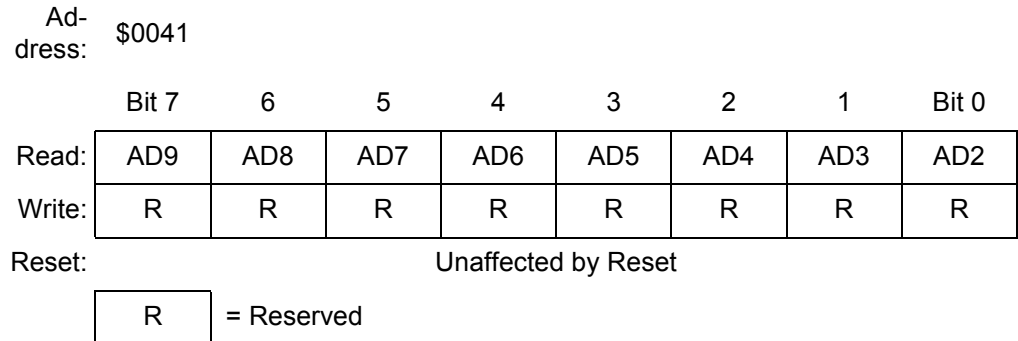 Ad-
dress: $0041
Bit 7 6 5 4 3 2 1 Bit 0
Read: AD9 AD8 AD7 AD6 AD5 AD4 AD3 AD2
Write: R R R R R R R R
Reset: Unaffected by Reset
R = Reserved